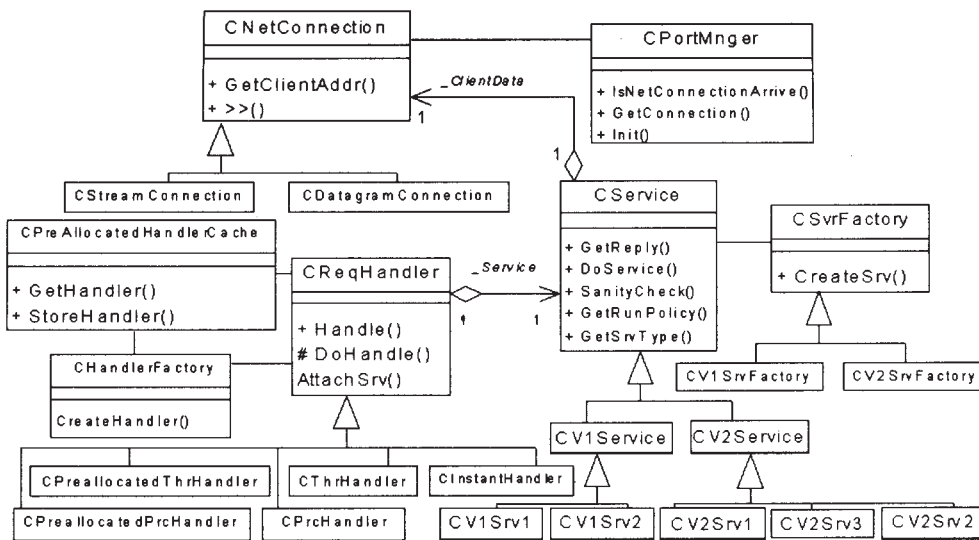 CNetConnection
+ GetClientAddr()
+ >>()
CPortMnger
+ IsNetConnectionArrive()
+ GetConnection()
+ Init()
_ClientData
1
1
CStreamConnection
CDatagramConnection
CPreAllocatedHandlerCache
+ GetHandler()
+ StoreHandler()
CReqHandler
+ Handle()
# DoHandle()
AttachSrv()
_Service
1
1
CService
+ GetReply()
+ DoService()
+ SanityCheck()
+ GetRunPolicy()
+ GetSrvType()
CSvrFactory
+ CreateSrv()
CV1SrvFactory
CV2SrvFactory
CHandlerFactory
CreateHandler()
CV1Service
CV2Service
CPreallocatedThrHandler
CThrHandler
CInstantHandler
CPreallocatedPrcHandler
CPrcHandler
CV1Srv1
CV1Srv2
CV2Srv1
CV2Srv3
CV2Srv2